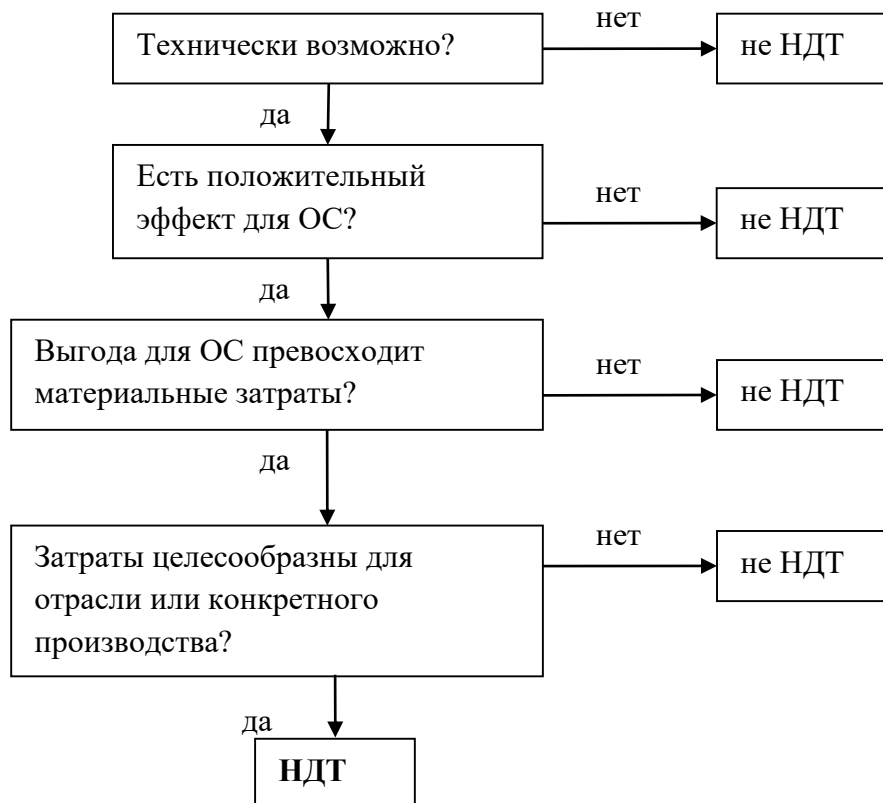 нет
Технически возможно?
не НДТ
да
Есть положительный
эффект для ОС?
нет
не НДТ
да
Выгода для ОС превосходит
материальные затраты?
нет
не НДТ
да
Затраты целесообразны для
отрасли или конкретного
производства?
нет
не НДТ
да
НДТ